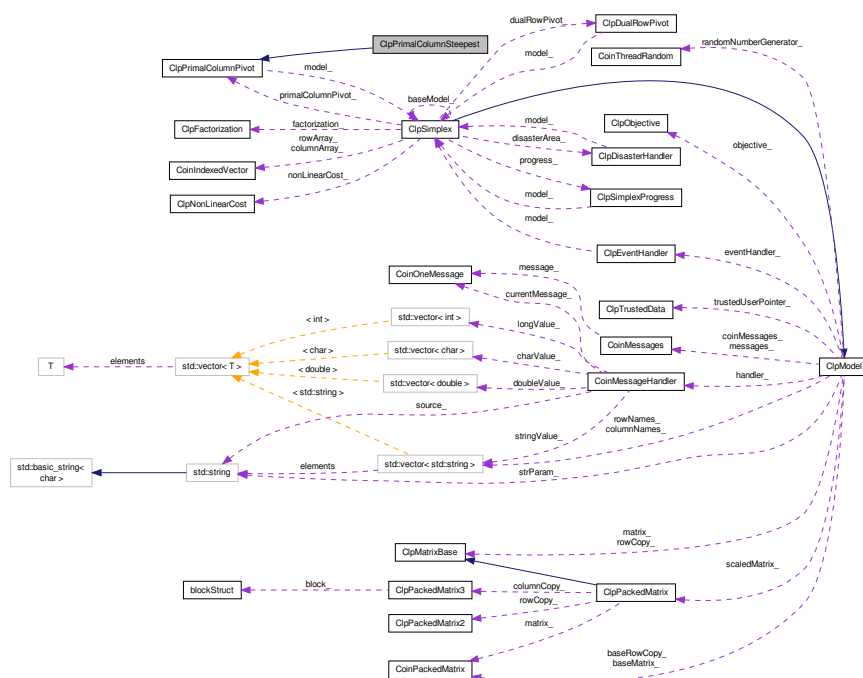 ClpDualRowPivot
dualRowPivot_
ClpPrimalColumnSteepest
randomNumberGenerator_
CoinThreadRandom
model_
ClpPrimalColumnPivot
model_
primalColumnPivot_
baseModel_
ClpObjective
model_
ClpFactorization
factorization_
ClpSimplex
rowArray_
columnArray_
disasterArea_
objective_
ClpDisasterHandler
progress_
CoinIndexedVector
nonLinearCost_
model_
ClpSimplexProgress
ClpNonLinearCost
model_
ClpEventHandler
eventHandler_
message_
CoinOneMessage
currentMessage_
trustedUserPointer_
ClpTrustedData
< int >
std::vector< int >
longValue_
coinMessages_
messages_
CoinMessages
< char >
std::vector< char >
charValue_
T
elements
std::vector< T >
ClpModel
< double >
std::vector< double >
doubleValue_
CoinMessageHandler
handler_
< std::string >
source_
rowNames_
columnNames_
stringValue_
std::vector< std::string >
elements
strParam_
std::basic_string<
char >
std::string
matrix_
rowCopy_
ClpMatrixBase
scaledMatrix_
blockStruct
block_
ClpPackedMatrix3
columnCopy_
ClpPackedMatrix
rowCopy_
ClpPackedMatrix2
matrix_
baseRowCopy_
baseMatrix_
CoinPackedMatrix